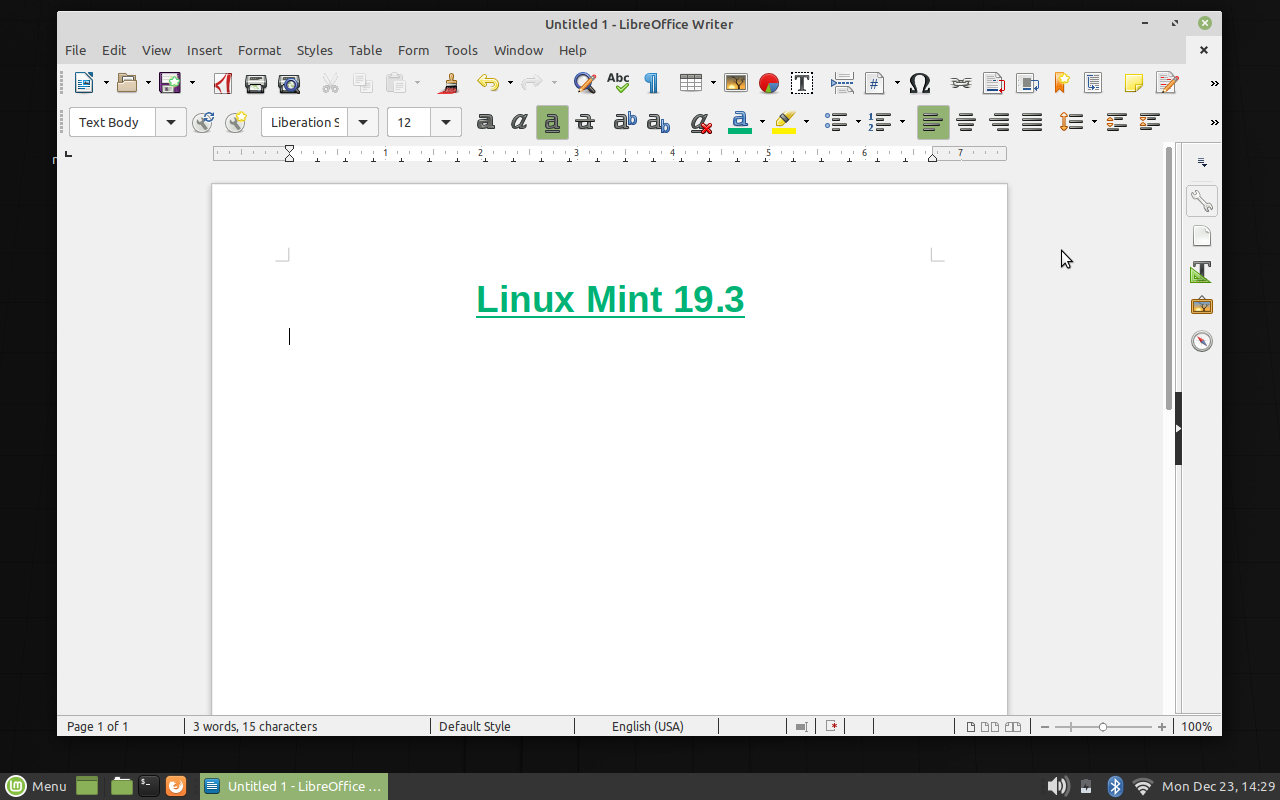 Untitled 1 - LibreOffice Writer
File Edit View Insert Format Styles Table Form Tools Window Help
Abc
Text Body Liberation S 12
1 2 3 4 5 6 7
Linux Mint 19.3
Page 1 of 1 3 words, 15 characters Default Style English (USA) 100%
Menu Untitled 1 - LibreOffice ... Mon Dec 23, 14:29